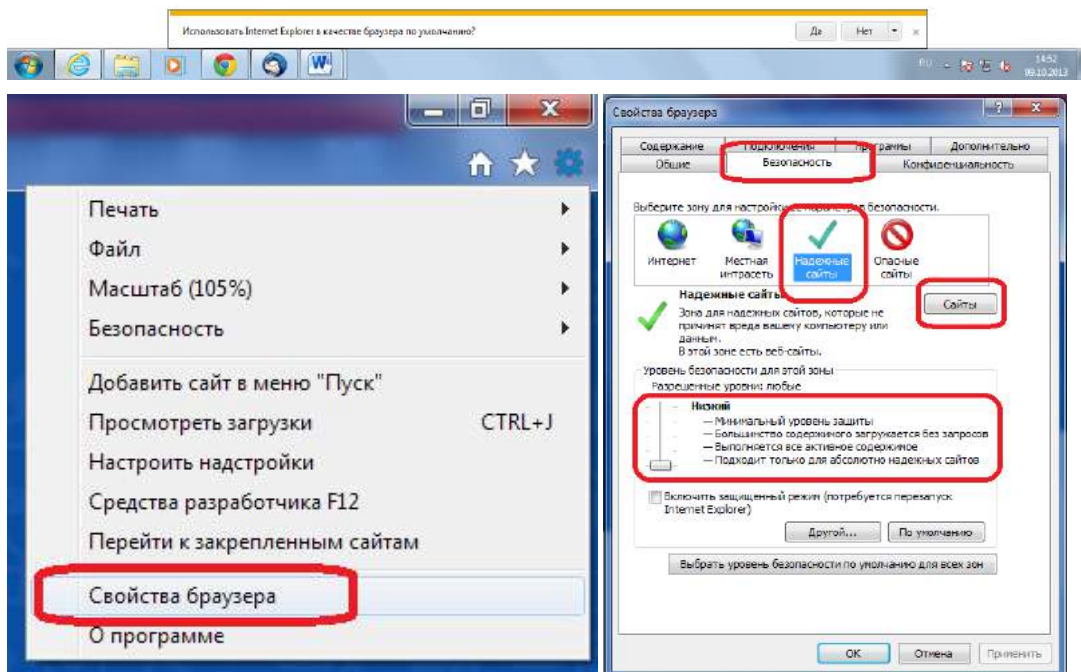 Использовать Internet Explorer в качестве браузера по умолчанию?
Да
Нет
RU
14:52
09.10.2013
Печать
Файл
Масштаб (105%)
Безопасность
Добавить сайт в меню "Пуск"
Просмотреть загрузки CTRL+J
Настроить надстройки
Средства разработчика F12
Перейти к закрепленным сайтам
Свойства браузера
О программе
Свойства браузера
Содержание Подключения Программы Дополнительно
Общие Безопасность Конфиденциальность
Выберите зону для настройки ее параметров безопасности.
Интернет
Местная интрасеть
Надежные сайты
Опасные сайты
Надежные сайты
Сайты
Зона для надежных сайтов, которые не
причинят вреда вашему компьютеру или
данным.
В этой зоне есть веб-сайты.
Уровень безопасности для этой зоны
Разрешенные уровни: любые
Низкий
— Минимальный уровень защиты
— Большинство содержимого загружается без запросов
— Выполняется все активное содержимое
— Подходит только для абсолютно надежных сайтов
Включить защищенный режим (потребуется перезапуск
Internet Explorer)
Другой... По умолчанию
Выбрать уровень безопасности по умолчанию для всех зон
OK Отмена Применить